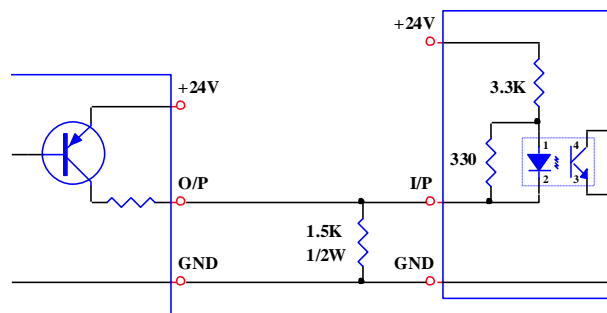 +24V
+24V
3.3K
1
4
330
2
3
O/P
I/P
1.5K
1/2W
GND
GND